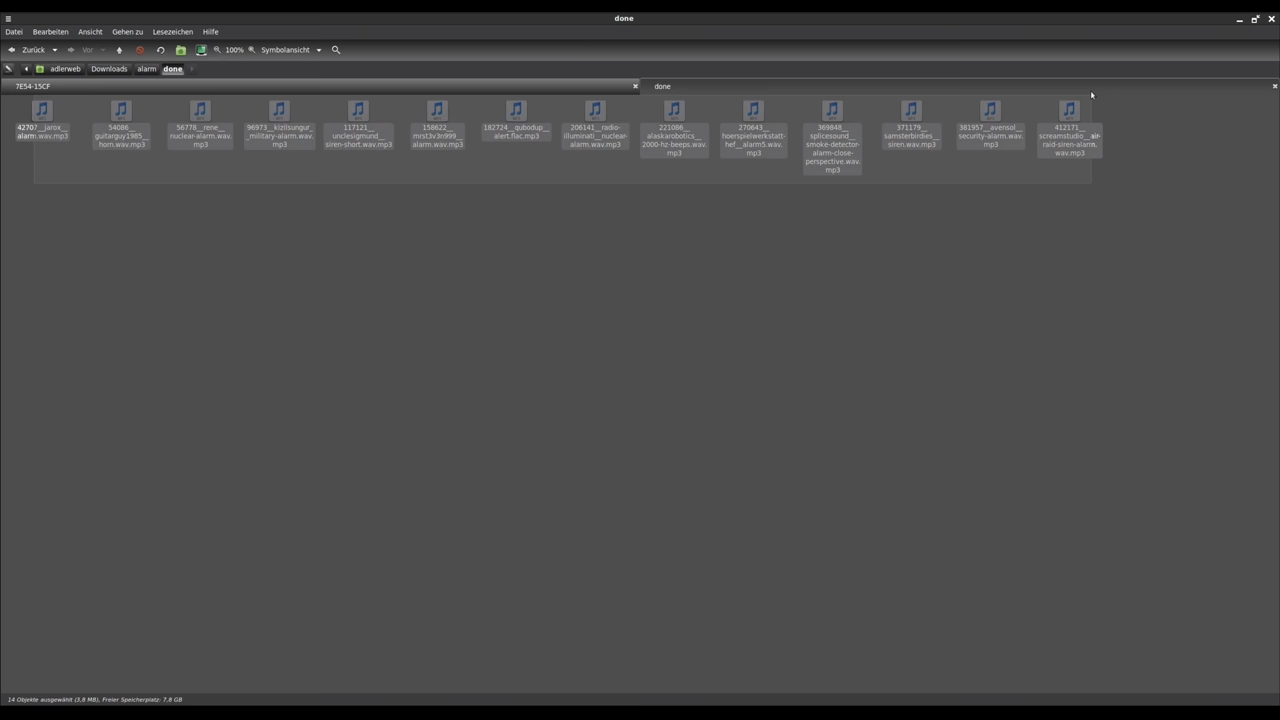 done
Datei Bearbeiten Ansicht Gehen zu Lesezeichen Hilfe
Zurück Vor 100% Symbolansicht
adlerweb Downloads alarm done
7E54-15CF done
42707__jarox__
alarm.wav.mp3
54086__
guitarguy1985__
horn.wav.mp3
56778__rene__
nuclear-alarm.wav.
mp3
96973__kizilsungur_
_military-alarm.wav.
mp3
117121__
unclesigmund__
siren-short.wav.mp3
158622__
mrst3v3n999__
alarm.wav.mp3
182724__qubodup__
alert.flac.mp3
206141__radio-
illuminati__nuclear-
alarm.wav.mp3
221086__
alaskarobotics__
2000-hz-beeps.wav.
mp3
270643__
hoerspielwerkstatt-
hef__alarm5.wav.
mp3
369848__
splicesound__
smoke-detector-
alarm-close-
perspective.wav.
mp3
371179__
samsterbirdies__
siren.wav.mp3
381957__avensol__
security-alarm.wav.
mp3
412171__
screamstudio__air-
raid-siren-alarm.
wav.mp3
14 Objekte ausgewählt (3,8 MB), Freier Speicherplatz: 7,8 GB